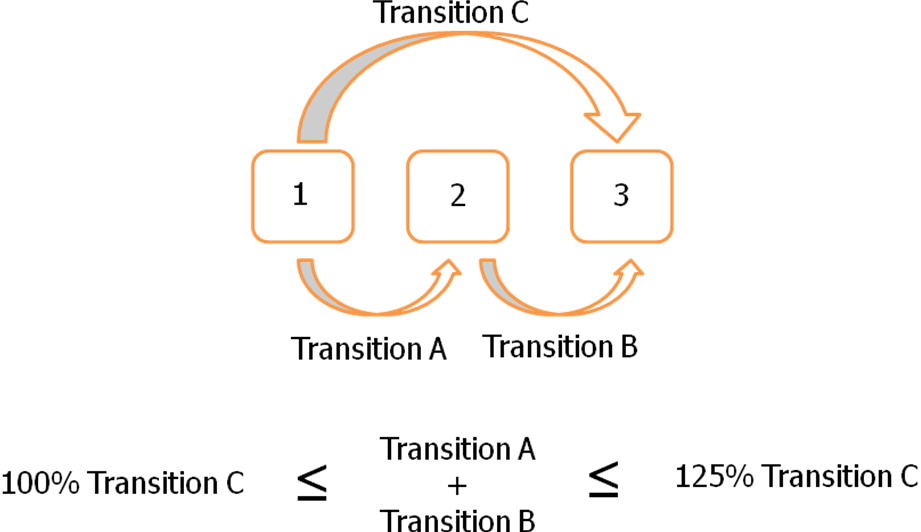 Transition C
1
2
3
Transition A
Transition B
100% Transition C
≤
Transition A
+
Transition B
≤
125% Transition C